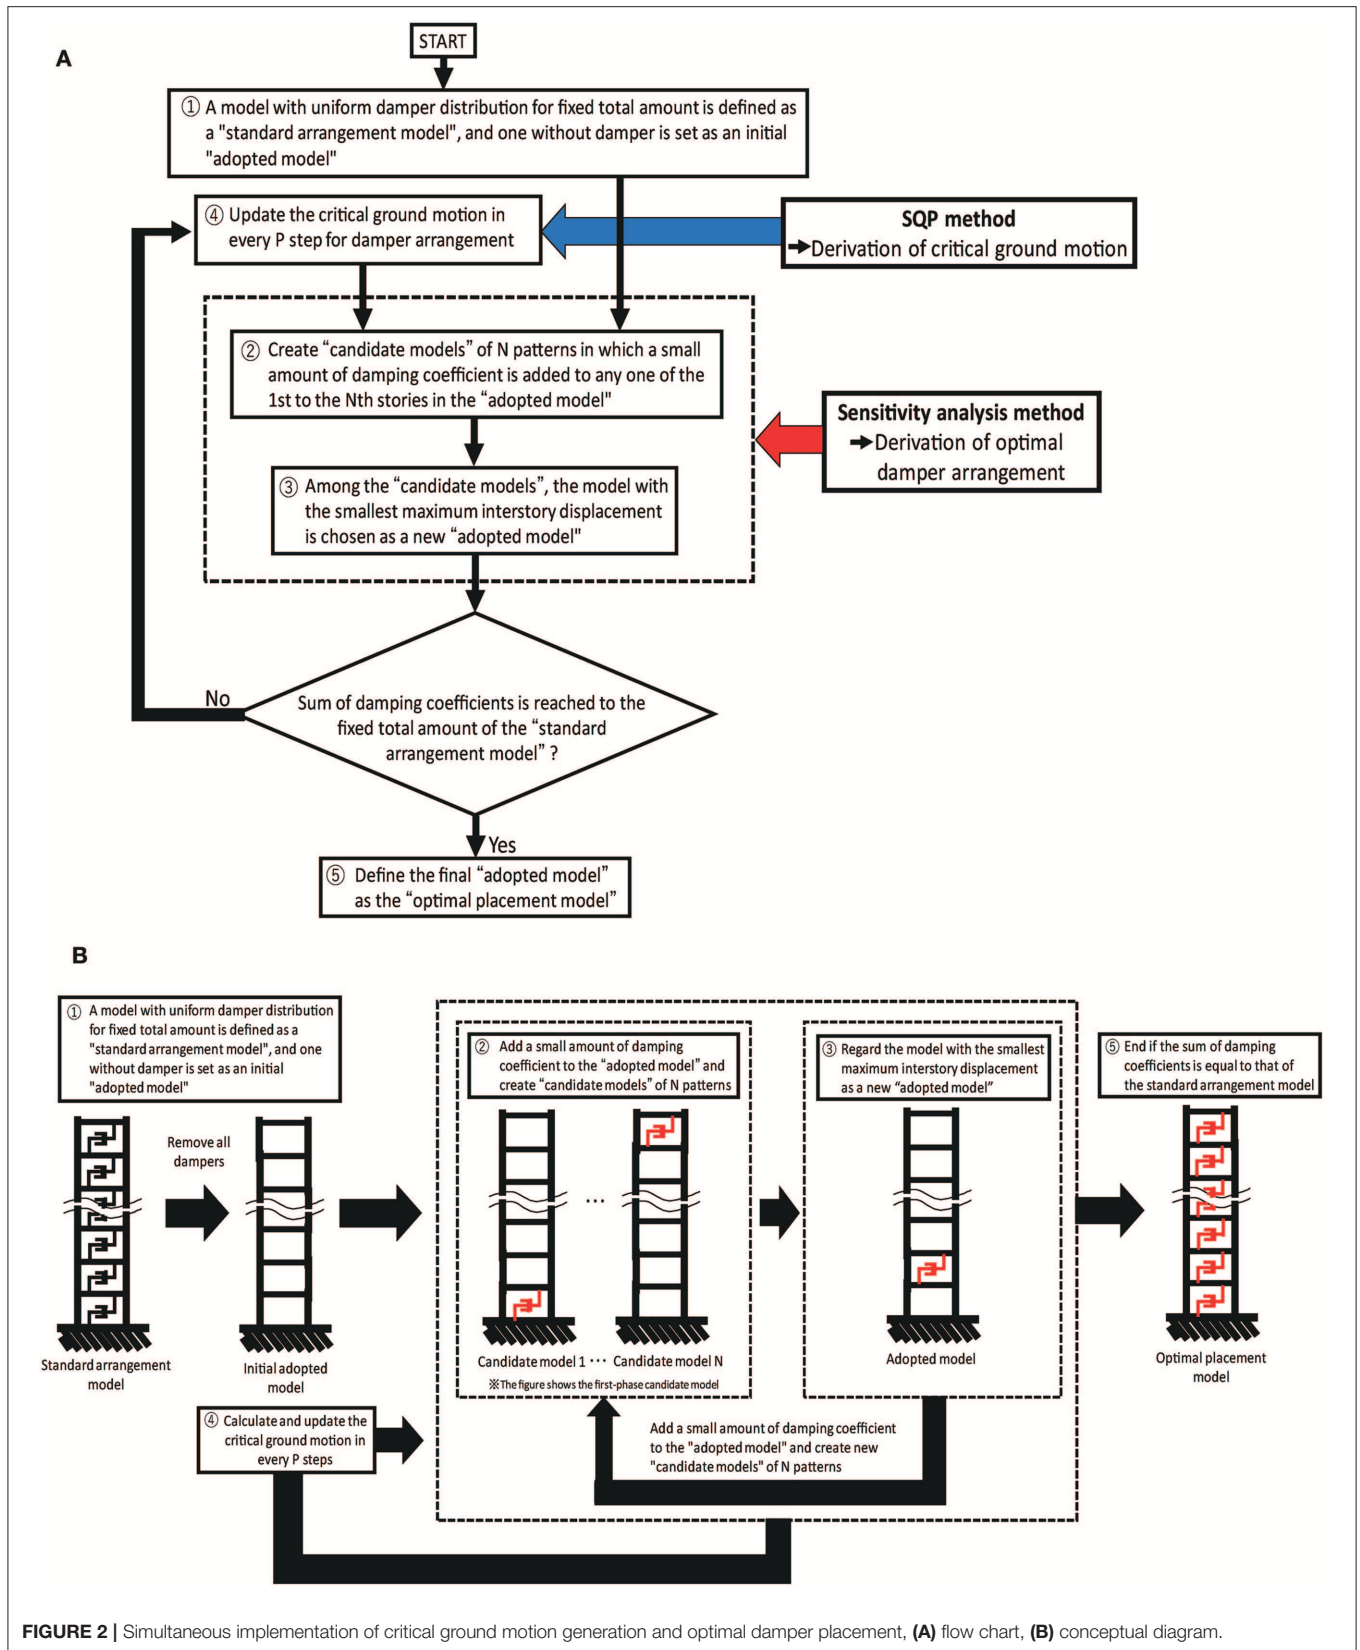 A
START
① A model with uniform damper distribution for fixed total amount is defined as
a "standard arrangement model", and one without damper is set as an initial
"adopted model"
④ Update the critical ground motion in
every P step for damper arrangement
SQP method
→Derivation of critical ground motion
② Create “candidate models” of N patterns in which a small
amount of damping coefficient is added to any one of the
1st to the Nth stories in the “adopted model"
Sensitivity analysis method
→Derivation of optimal
damper arrangement
③ Among the “candidate models”, the model with
the smallest maximum interstory displacement
is chosen as a new “adopted model"
No
Sum of damping coefficients is reached to the
fixed total amount of the “standard
arrangement model” ?
Yes
⑤ Define the final “adopted model”
as the “optimal placement model”
B
① A model with uniform damper distribution
for fixed total amount is defined as a
"standard arrangement model", and one
without damper is set as an initial
"adopted model"
② Add a small amount of damping
coefficient to the “adopted model” and
create “candidate models” of N patterns
③ Regard the model with the smallest
maximum interstory displacement
as a new “adopted model”
⑤ End if the sum of damping
coefficients is equal to that of
the standard arrangement model
Remove all
dampers
...
Standard arrangement
model
Initial adopted
model
Candidate model 1 ··· Candidate model N
※The figure shows the first-phase candidate model
Adopted model
Optimal placement
model
④ Calculate and update the
critical ground motion in
every P steps
Add a small amount of damping coefficient
to the "adopted model" and create new
"candidate models" of N patterns
FIGURE 2 | Simultaneous implementation of critical ground motion generation and optimal damper placement, (A) flow chart, (B) conceptual diagram.